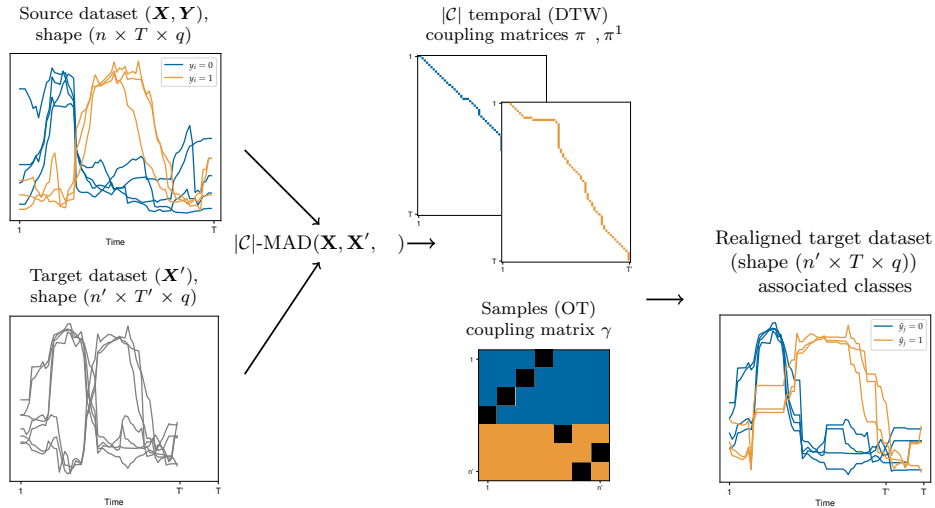 Source dataset (X, Y),
shape (n × T × q)
y_i = 0
y_i = 1
1
T
Time
Target dataset (X′),
shape (n′ × T′ × q)
1
T'
T
Time
|C|-MAD(X, X′, )
|C| temporal (DTW)
coupling matrices π ,π¹
1
T
1
1
T
1
T'
Samples (OT)
coupling matrix γ
1
n'
1
n'
Realigned target dataset
(shape (n′ × T × q))
associated classes
ŷ_j = 0
ŷ_j = 1
1
T'
T
Time